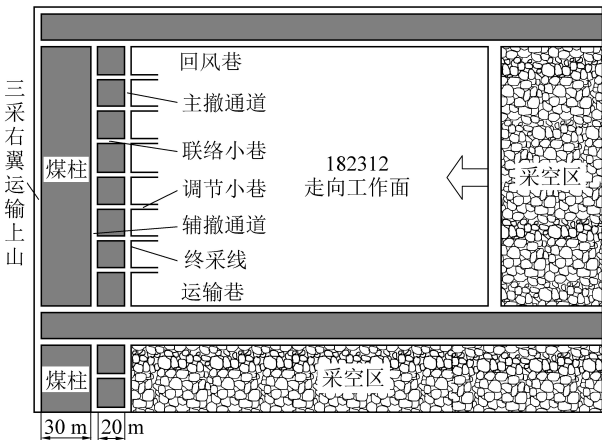 三采右翼运输上山
回风巷
主撤通道
联络小巷
煤柱
182312
走向工作面
采空区
调节小巷
辅撤通道
终采线
运输巷
煤柱
采空区
30 m
20 m